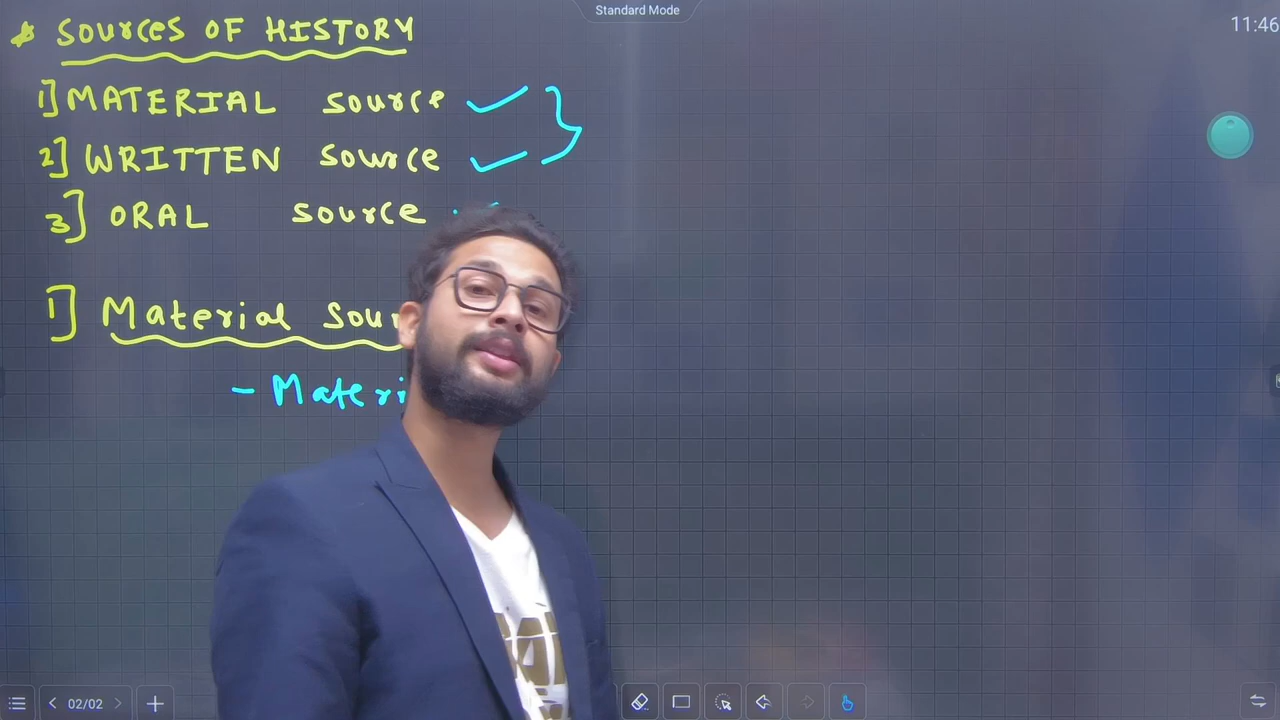 Standard Mode
11:46
* SOURCES OF HISTORY
1] MATERIAL source ✓
2] WRITTEN source ✓
3] ORAL source
1] Material Sour
- Materi
02/02